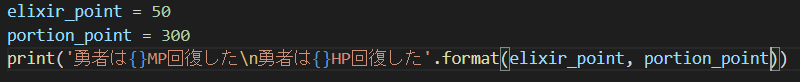 elixir_point = 50
portion_point = 300
print('勇者は{}MP回復した\n勇者は{}HP回復した'.format(elixir_point, portion_point))